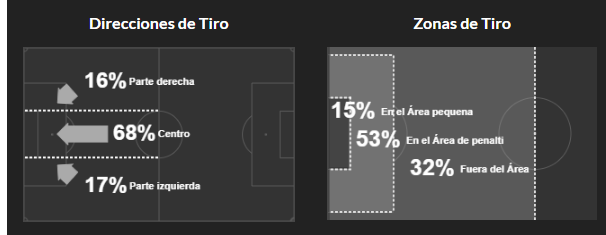 Direcciones de Tiro
16% Parte derecha
68% Centro
17% Parte izquierda
Zonas de Tiro
15% En el Área pequena
53% En el Área de penalti
32% Fuera del Área